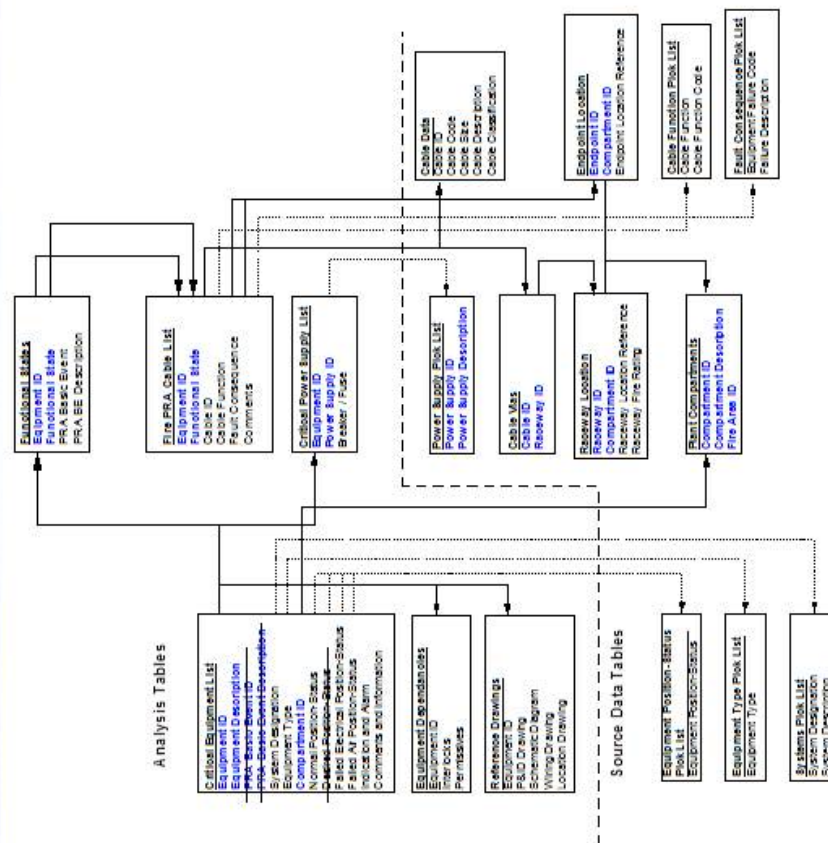 Analysis Tables
Critical Equipment List
Equipment ID
Equipment Description
PRA Basic Event ID
PRA Basic Event Description
System Designation
Equipment Type
Compartment ID
Normal Position-Status
Desired Position-Status
Failed Electrical Position-Status
Failed Air Position-Status
Indication and Alarm
Comments and Information
Equipment Dependancies
Equipment ID
Interlocks
Permissives
Reference Drawings
Equipment ID
P&ID Drawing
Schematic Diagram
Wiring Drawing
Location Drawing
Functional States
Eqipment ID
Functional State
PRA Basic Event
PRA BE Description
Fire PRA Cable List
Eqipment ID
Functional State
Cable ID
Cable Function
Fault Consequence
Comments
Critical Power Supply List
Equipment ID
Power Supply ID
Breaker / Fuse
Source Data Tables
Equipment Position-Status
Pick List
Equipment Position-Status
Equipment Type Pick List
Equipment Type
Systems Pick List
System Designation
System Description
Power Supply Pick List
Power Supply ID
Power Supply Description
Cable Vias
Cable ID
Raceway ID
Raceway Location
Raceway ID
Compartment ID
Raceway Location Reference
Raceway Fire Rating
Plant Compartments
Compartment ID
Compartment Description
Fire Area ID
Cable Data
Cable ID
Cable Code
Cable Size
Cable Description
Cable Classification
Endpoint Location
Endpoint ID
Compartment ID
Endpoint Location Reference
Cable Function Pick List
Cable Function
Cable Function Code
Fault Consequence Pick List
Equipment Failure Code
Failure Description